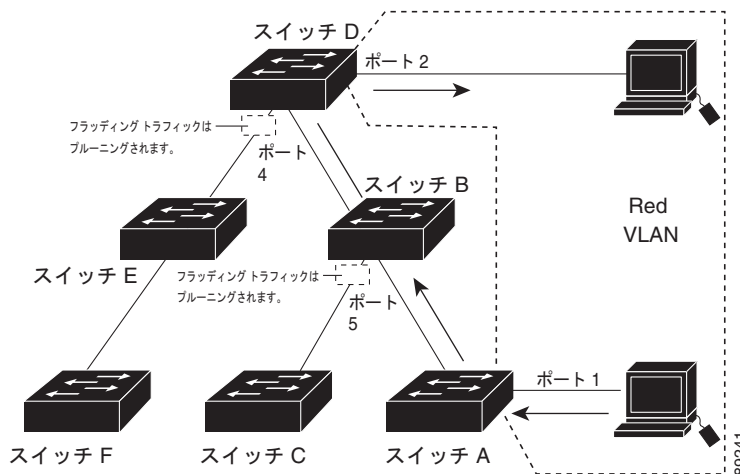 スイッチ D
ポート 2
フラッディング トラフィックは
プルーニングされます。
ポート
4
スイッチ B
Red
VLAN
スイッチ E
フラッディング トラフィックは
プルーニングされます。
ポート
5
ポート 1
スイッチ F
スイッチ C
スイッチ A